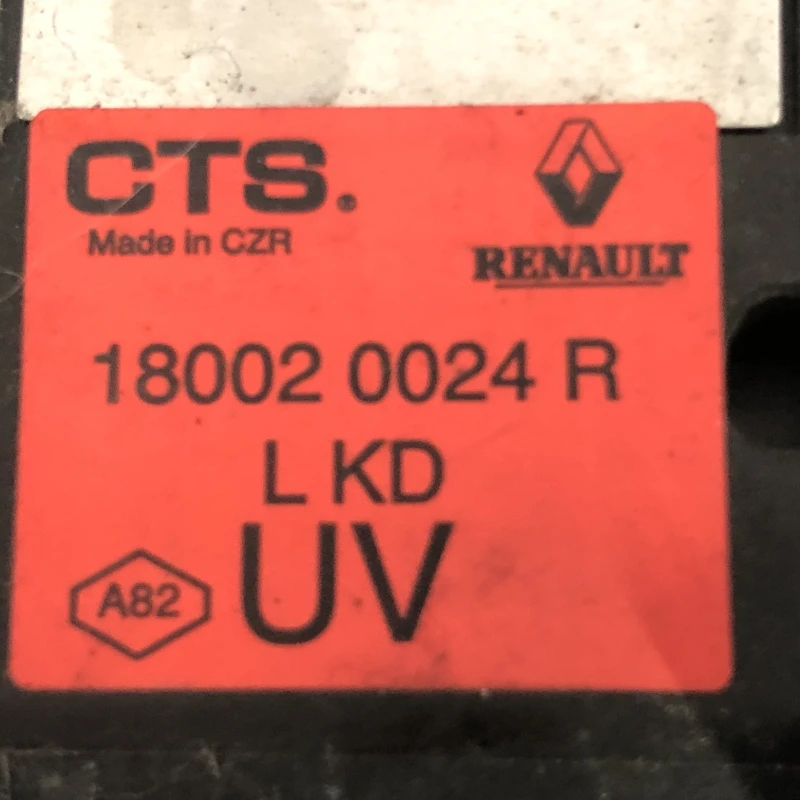 CTS.
Made in CZR
RENAULT
18002 0024 R
L KD
UV
A82